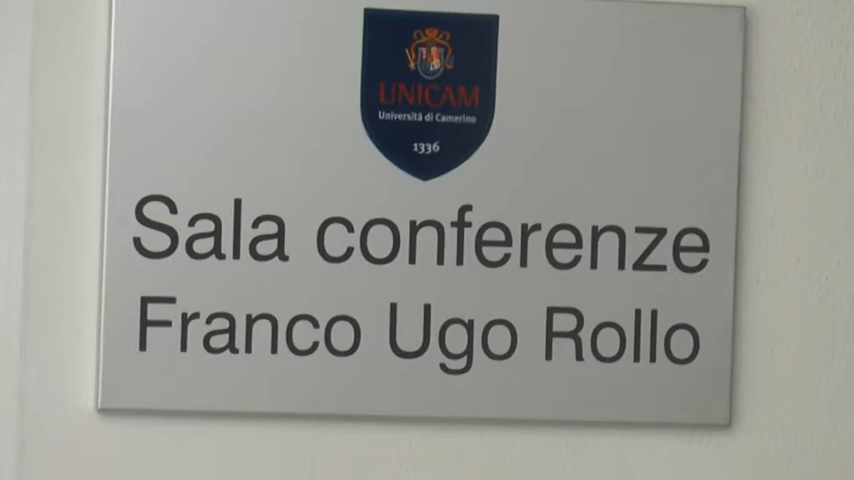 UNICAM
Università di Camerino
1336
Sala conferenze
Franco Ugo Rollo